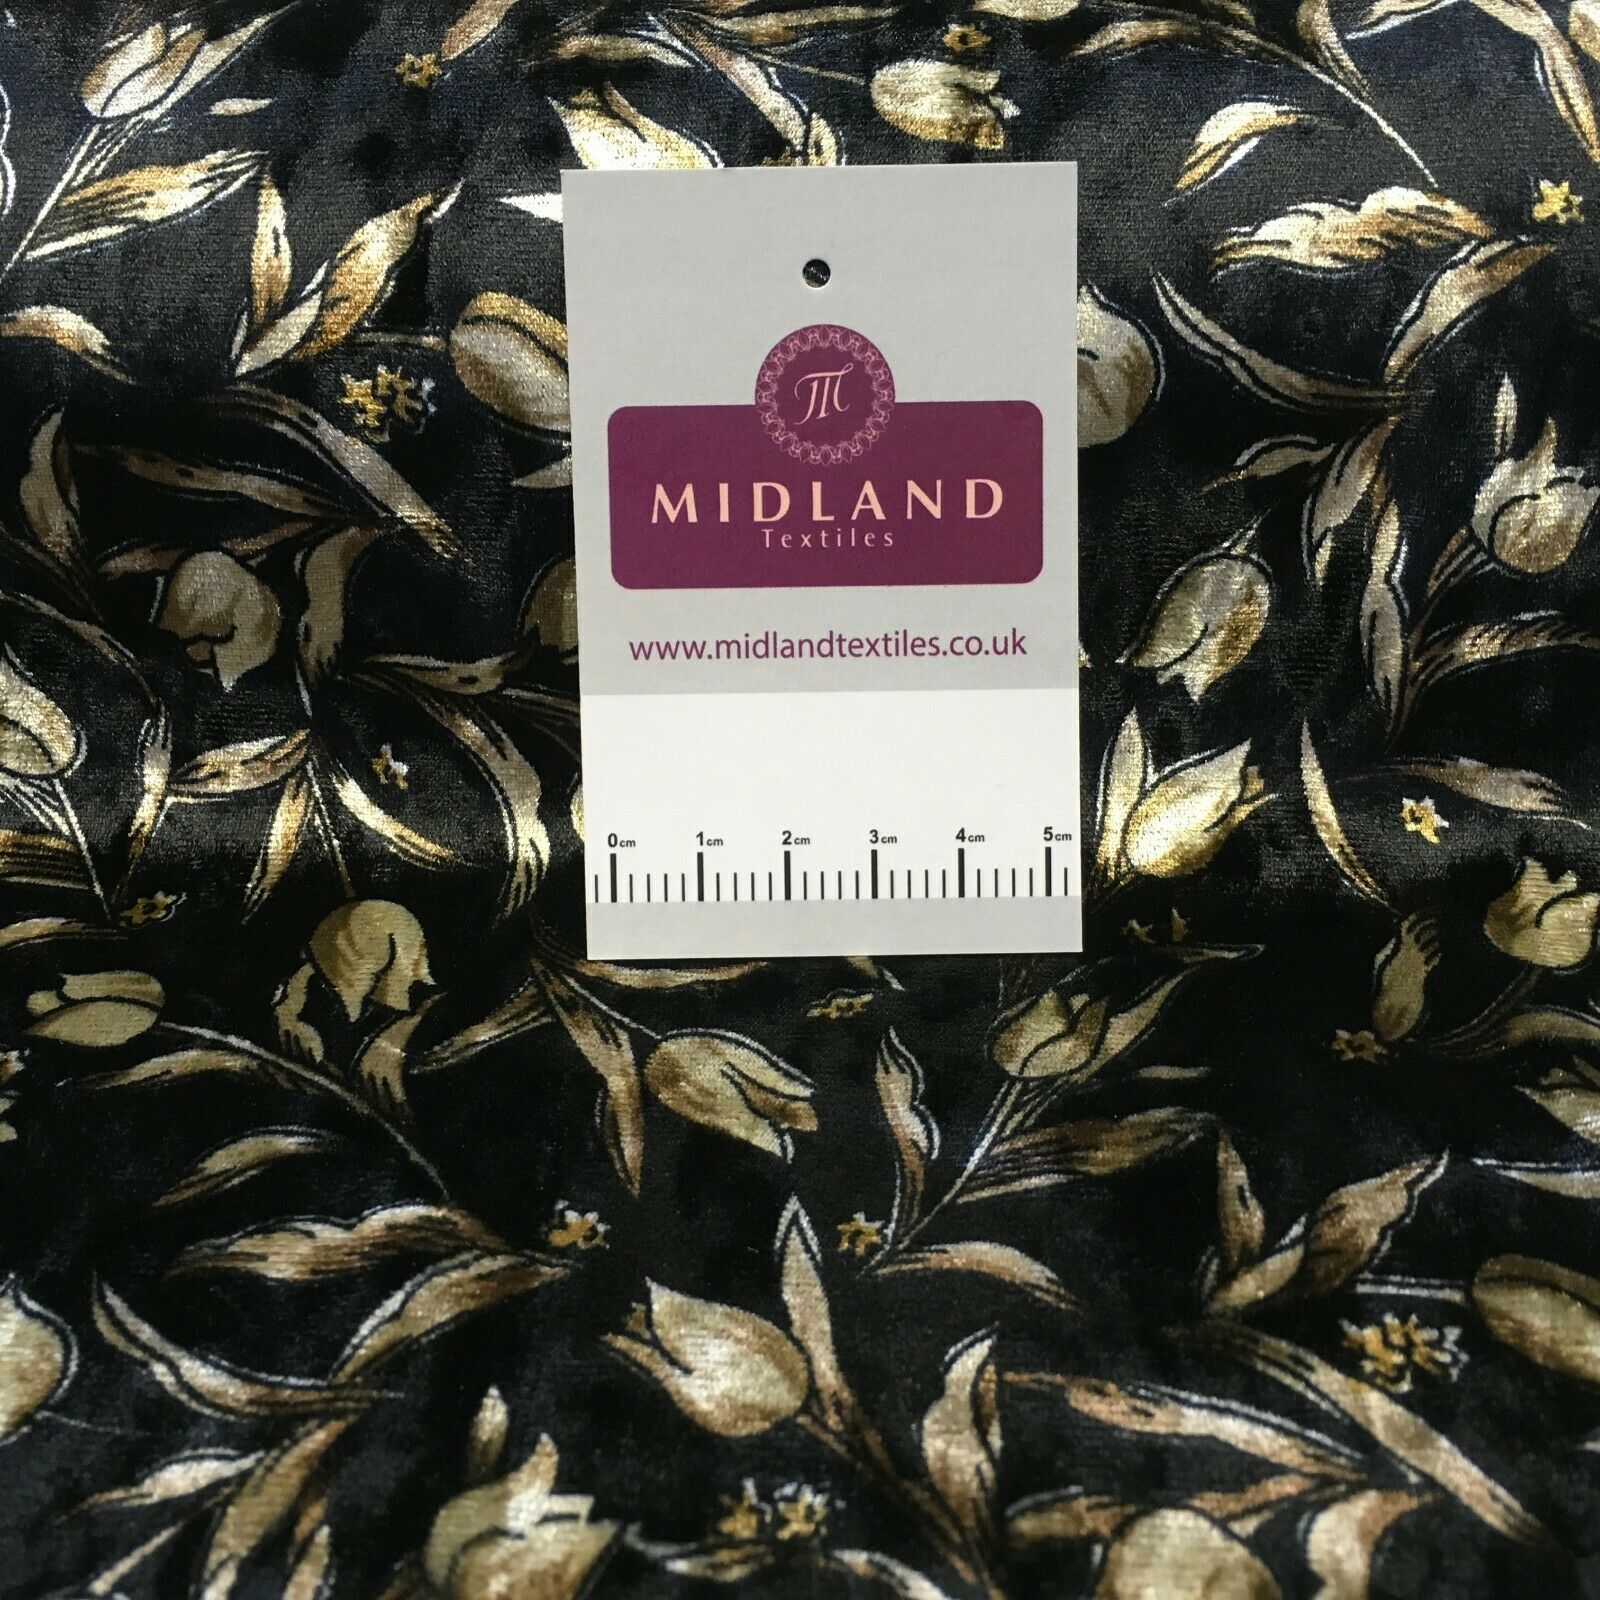 M
MIDLAND
Textiles
www.midlandtextiles.co.uk
0cm 1cm 2cm 3cm 4cm 5cm